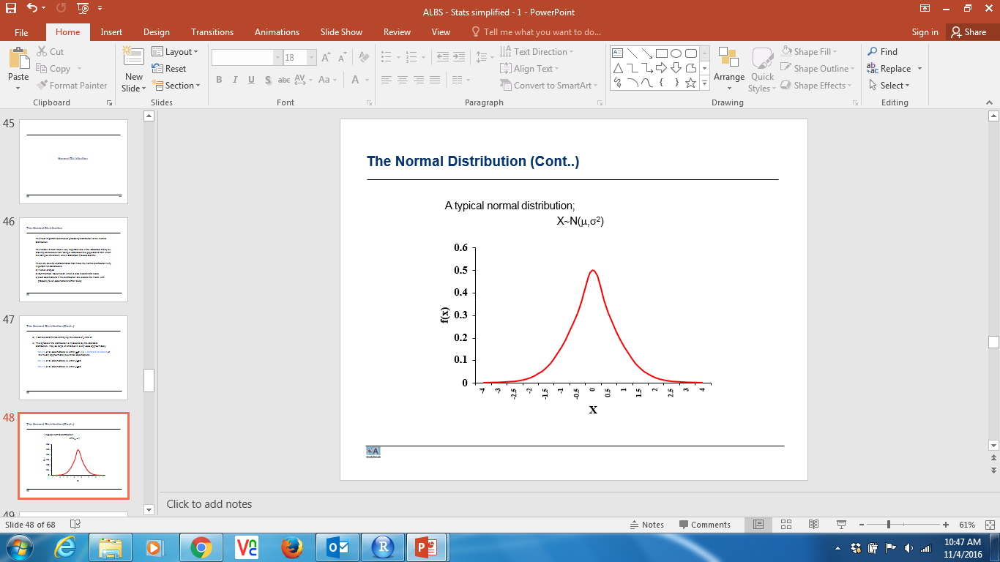 ALBS - Stats simplified - 1 - PowerPoint
File Home Insert Design Transitions Animations Slide Show Review View Tell me what you want to do... Sign in Share
Paste
Cut
Copy
Format Painter
Clipboard
New Slide
Layout
Reset
Section
Slides
18
B I U S abc AV Aa A
Font
Text Direction
Align Text
Convert to SmartArt
Paragraph
Arrange
Quick Styles
Shape Fill
Shape Outline
Shape Effects
Drawing
Find
Replace
Select
Editing
45
Normal Distribution
46
The Normal Distribution
47
The Normal Distribution (Cont..)
48
The Normal Distribution (Cont..)
A typical normal distribution;
49
The Normal Distribution (Cont..)
A typical normal distribution;
X~N(μ,σ²)
0.6
0.5
0.4
0.3
0.2
0.1
0
f(x)
-4 -3 -2.5 -2 -1.5 -1 -0.5 0 0.5 1 1.5 2 2.5 3 4
X
A
Click to add notes
Slide 48 of 68
Notes Comments 61%
VNC
R
10:47 AM
11/4/2016